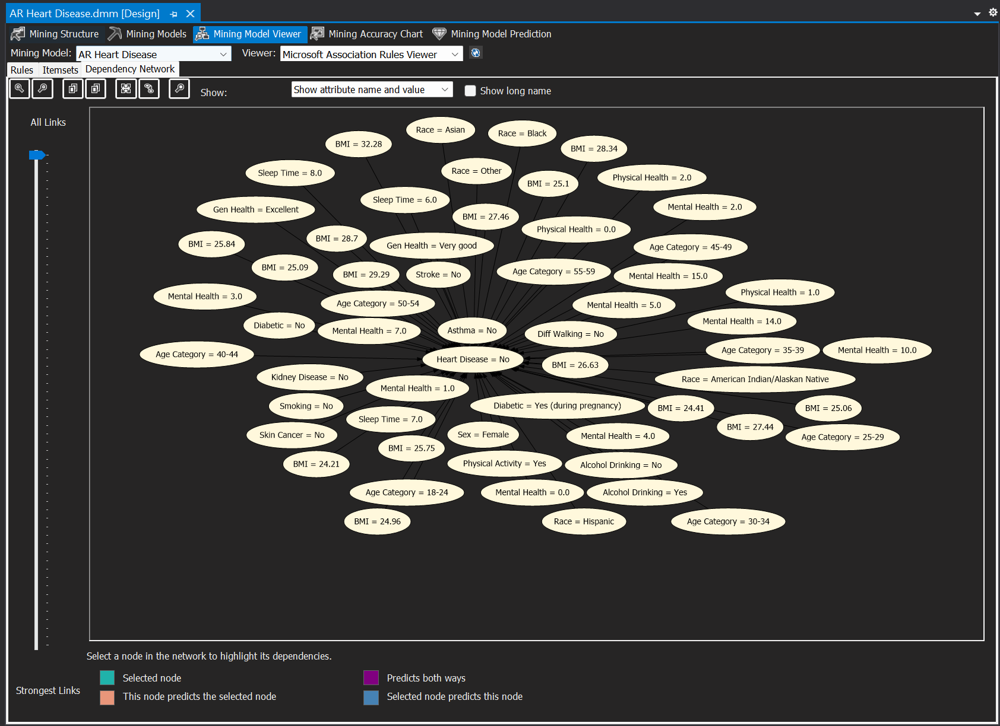 AR Heart Disease.dmm [Design]
Mining Structure Mining Models Mining Model Viewer Mining Accuracy Chart Mining Model Prediction
Mining Model: AR Heart Disease Viewer: Microsoft Association Rules Viewer
Rules Itemsets Dependency Network
Show: Show attribute name and value Show long name
All Links
Race = Asian
Race = Black
BMI = 32.28
BMI = 28.34
Sleep Time = 8.0
Race = Other
Physical Health = 2.0
BMI = 25.1
Sleep Time = 6.0
Mental Health = 2.0
Gen Health = Excellent
BMI = 27.46
Physical Health = 0.0
BMI = 28.7
BMI = 25.84
Gen Health = Very good
Age Category = 45-49
BMI = 25.09
BMI = 29.29
Stroke = No
Age Category = 55-59
Mental Health = 15.0
Mental Health = 3.0
Physical Health = 1.0
Age Category = 50-54
Mental Health = 5.0
Diabetic = No
Mental Health = 7.0
Asthma = No
Diff Walking = No
Mental Health = 14.0
Age Category = 40-44
Heart Disease = No
Age Category = 35-39
Mental Health = 10.0
BMI = 26.63
Kidney Disease = No
Race = American Indian/Alaskan Native
Mental Health = 1.0
Smoking = No
Diabetic = Yes (during pregnancy)
BMI = 24.41
BMI = 25.06
Sleep Time = 7.0
BMI = 27.44
Skin Cancer = No
Sex = Female
Mental Health = 4.0
Age Category = 25-29
BMI = 25.75
BMI = 24.21
Physical Activity = Yes
Alcohol Drinking = No
Age Category = 18-24
Mental Health = 0.0
Alcohol Drinking = Yes
BMI = 24.96
Race = Hispanic
Age Category = 30-34
Select a node in the network to highlight its dependencies.
Selected node
Predicts both ways
Strongest Links
This node predicts the selected node
Selected node predicts this node